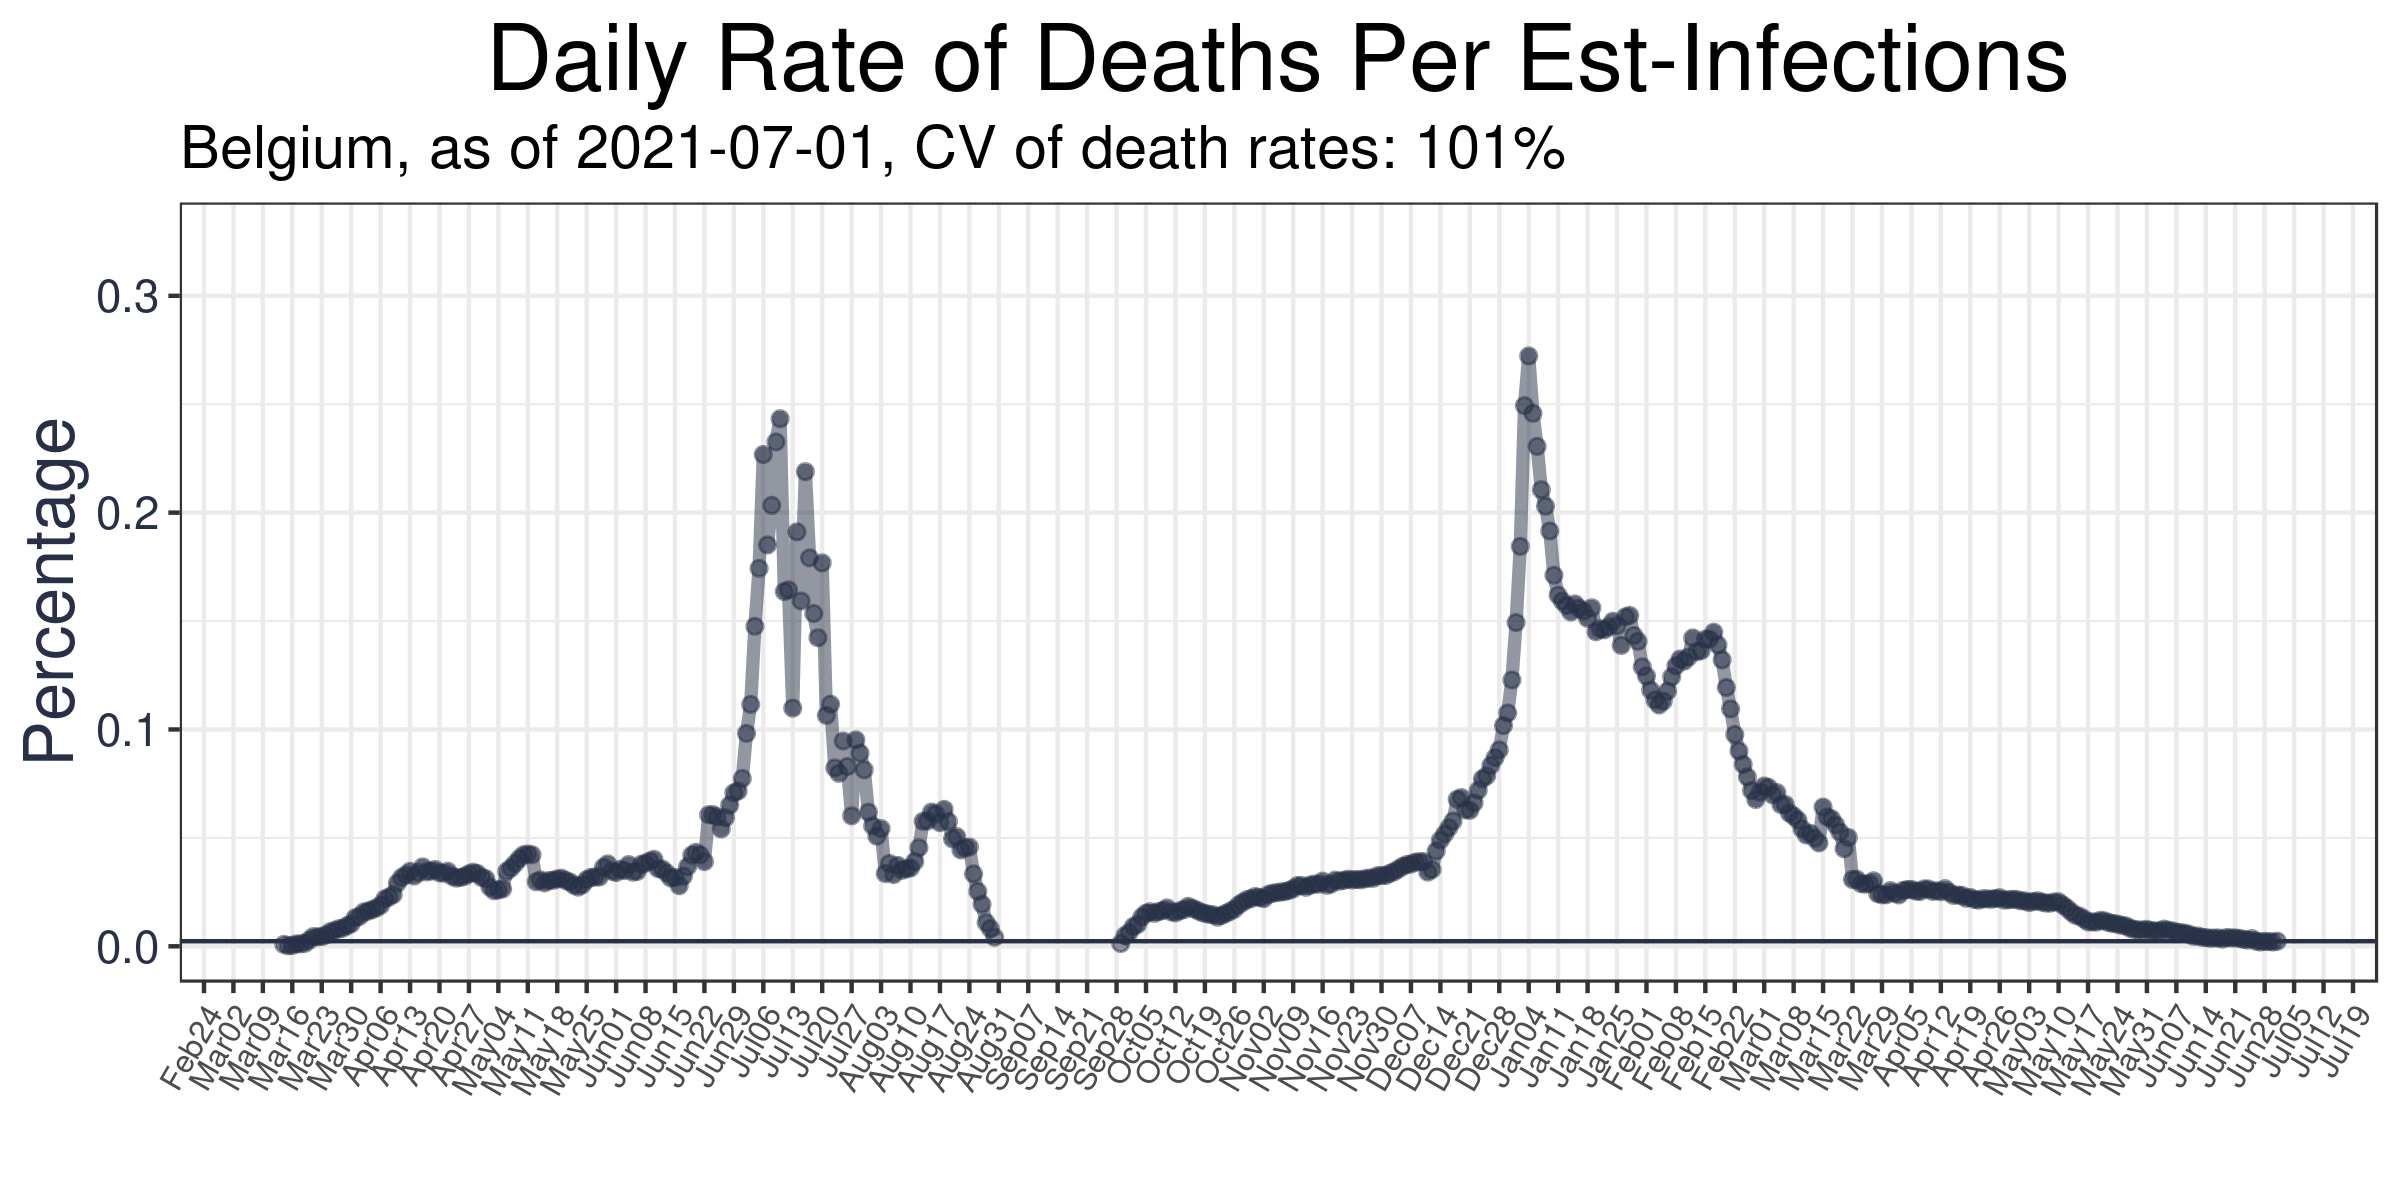 Daily Rate of Deaths Per Est-Infections
Belgium, as of 2021-07-01, CV of death rates: 101%
Percentage
0.3
0.2
0.1
0.0
Feb24
Mar02
Mar09
Mar16
Mar23
Mar30
Apr06
Apr13
Apr20
Apr27
May04
May11
May18
May25
Jun01
Jun08
Jun15
Jun22
Jun29
Jul06
Jul13
Jul20
Jul27
Aug03
Aug10
Aug17
Aug24
Aug31
Sep07
Sep14
Sep21
Sep28
Oct05
Oct12
Oct19
Oct26
Nov02
Nov09
Nov16
Nov23
Nov30
Dec07
Dec14
Dec21
Dec28
Jan04
Jan11
Jan18
Jan25
Feb01
Feb08
Feb15
Feb22
Mar01
Mar08
Mar15
Mar22
Mar29
Apr05
Apr12
Apr19
Apr26
May03
May10
May17
May24
May31
Jun07
Jun14
Jun21
Jun28
Jul05
Jul12
Jul19